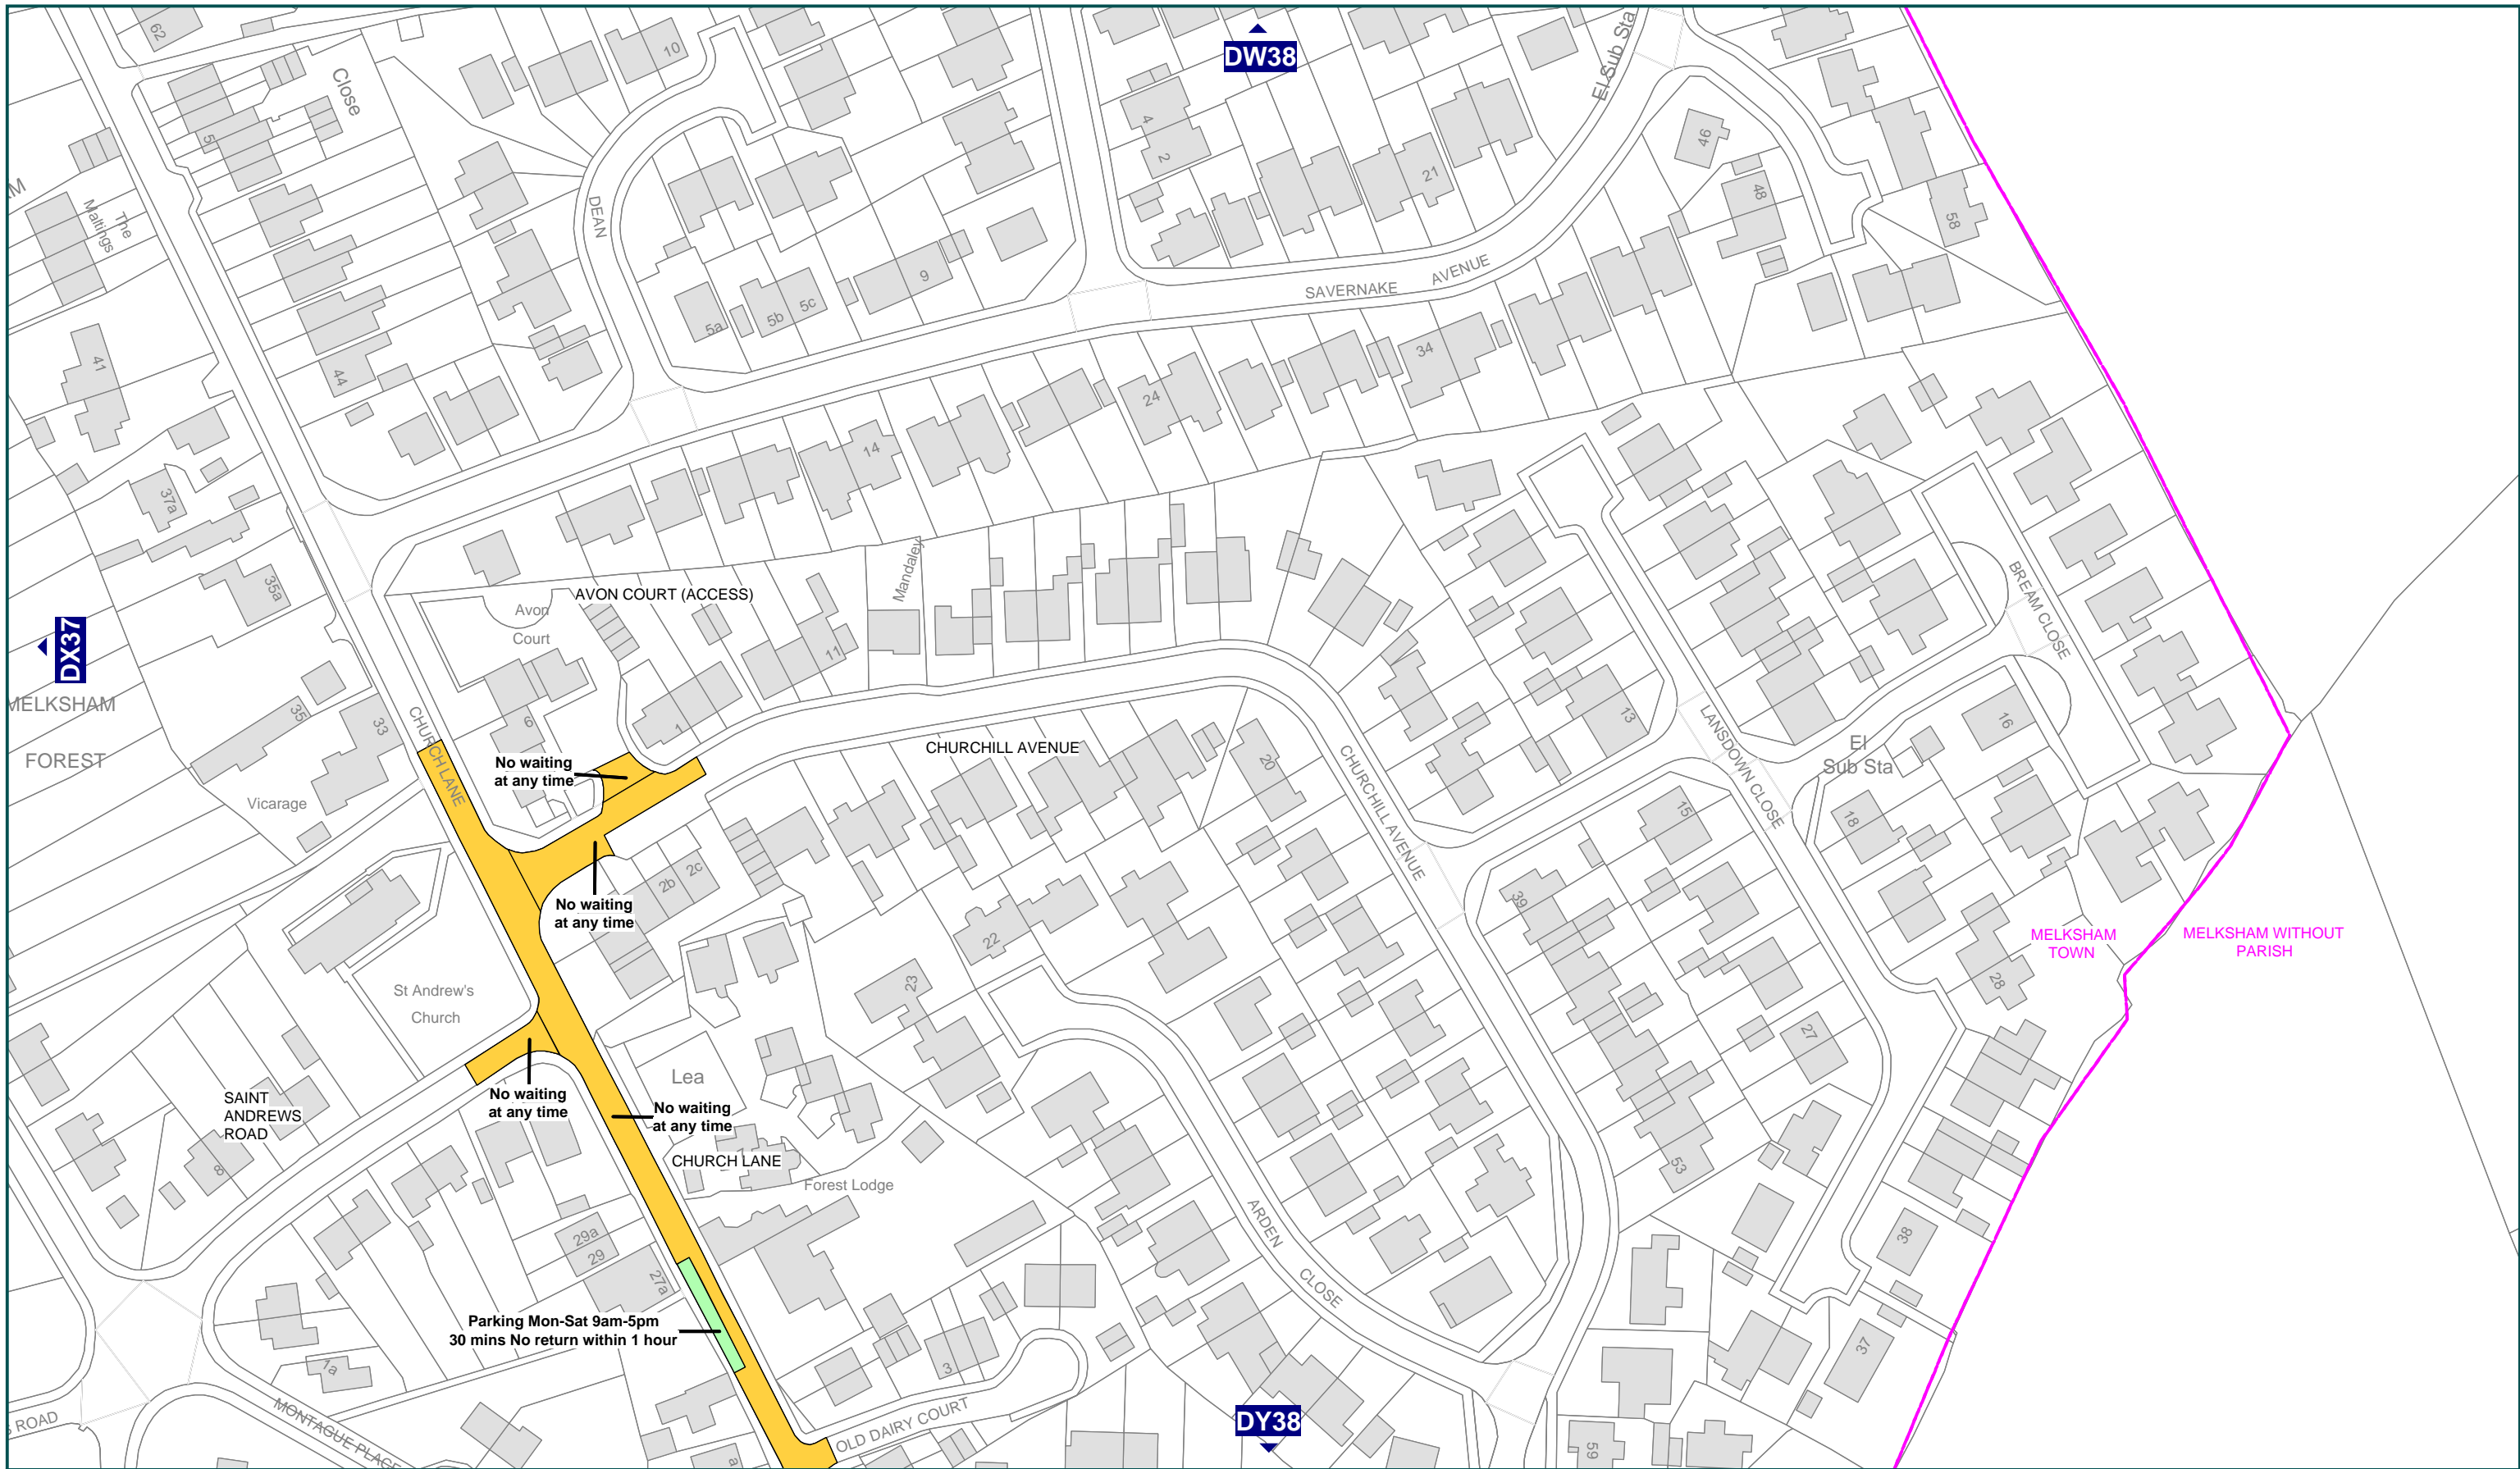 62
Close
10
DW38
El Sub Sta
5
4
2
21
46
48
58
The
Maltings
DEAN
9
5a
5b
5c
SAVERNAKE
AVENUE
41
44
34
24
14
37a
35a
Mandaley
AVON COURT (ACCESS)
Avon
Court
11
BREAM CLOSE
DX37
MELKSHAM
FOREST
35
33
CHURCH LANE
6
1
13
LANSDOWN CLOSE
16
El
Sub Sta
CHURCHILL AVENUE
20
CHURCHILL AVENUE
No waiting
at any time
Vicarage
15
18
2b
2c
No waiting
at any time
39
22
MELKSHAM
TOWN
MELKSHAM WITHOUT
PARISH
23
28
St Andrew's
Church
27
Lea
SAINT
ANDREWS
ROAD
No waiting
at any time
No waiting
at any time
8
CHURCH LANE
Forest Lodge
53
ARDEN
CLOSE
29a
29
27a
38
Parking Mon-Sat 9am-5pm
30 mins No return within 1 hour
1a
3
37
MONTAGUE PLACE
ROAD
OLD DAIRY COURT
DY38
59
a